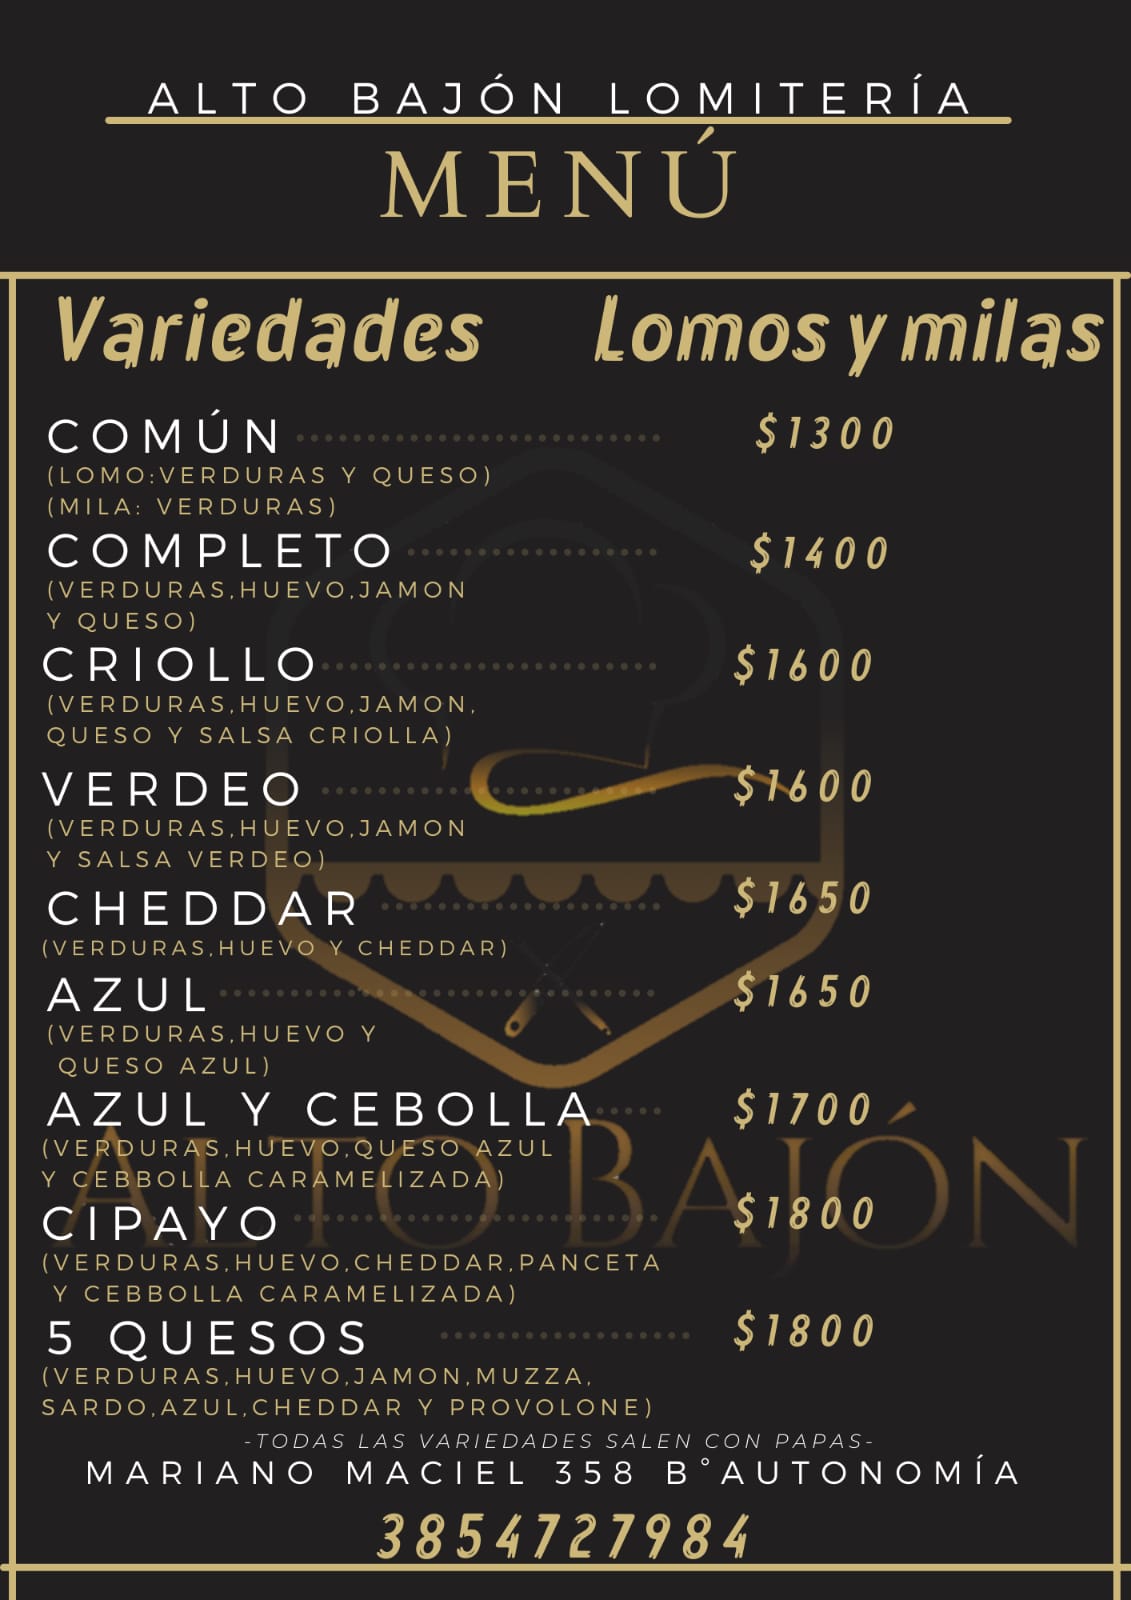 ALTO BAJÓN LOMITERÍA
MENÚ
Variedades Lomos y milas
COMÚN $1300
(LOMO:VERDURAS Y QUESO)
(MILA: VERDURAS)
COMPLETO $1400
(VERDURAS,HUEVO,JAMON
Y QUESO)
CRIOLLO $1600
(VERDURAS,HUEVO,JAMON,
QUESO Y SALSA CRIOLLA)
VERDEO $1600
(VERDURAS,HUEVO,JAMON
Y SALSA VERDEO)
CHEDDAR $1650
(VERDURAS,HUEVO Y CHEDDAR)
AZUL $1650
(VERDURAS,HUEVO Y
QUESO AZUL)
AZUL Y CEBOLLA $1700
(VERDURAS,HUEVO,QUESO AZUL
Y CEBBOLLA CARAMELIZADA)
ALTO BAJÓN
CIPAYO $1800
(VERDURAS,HUEVO,CHEDDAR,PANCETA
Y CEBBOLLA CARAMELIZADA)
5 QUESOS $1800
(VERDURAS,HUEVO,JAMON,MUZZA,
SARDO,AZUL,CHEDDAR Y PROVOLONE)
-TODAS LAS VARIEDADES SALEN CON PAPAS-
MARIANO MACIEL 358 B°AUTONOMÍA
3854727984